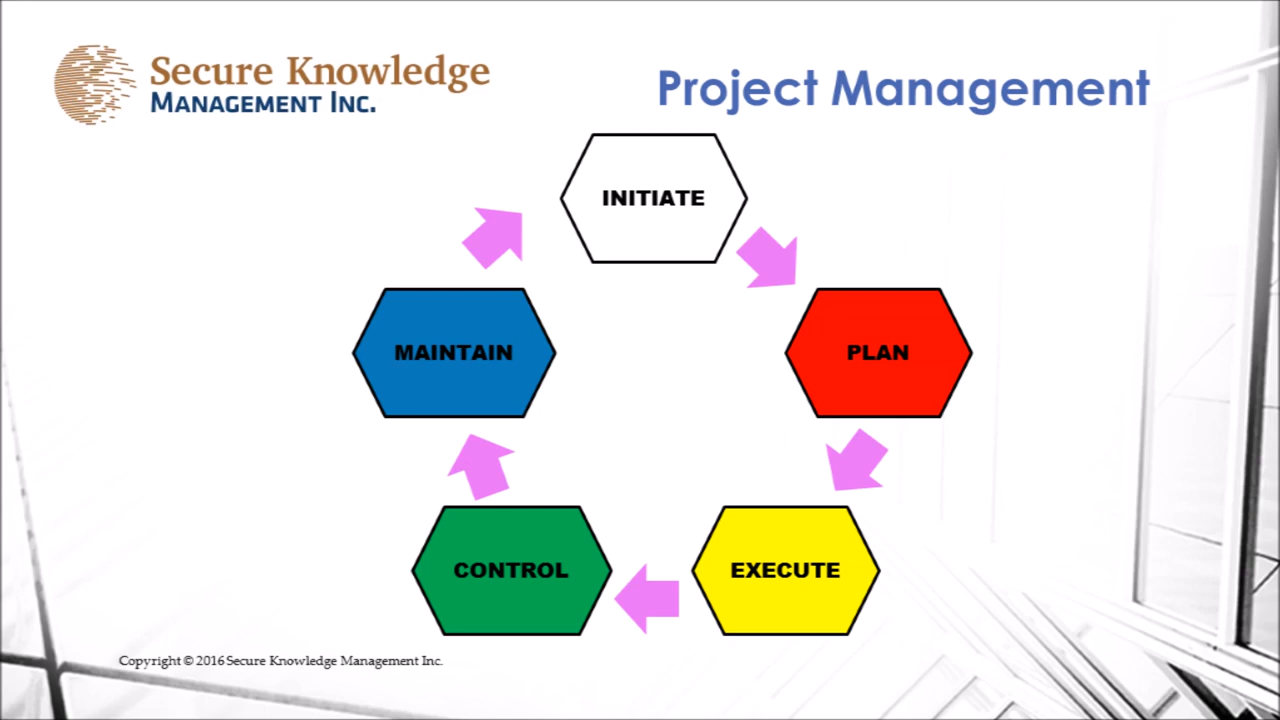 Secure Knowledge
MANAGEMENT INC.
Project Management
INITIATE
PLAN
EXECUTE
CONTROL
MAINTAIN
Copyright © 2016 Secure Knowledge Management Inc.